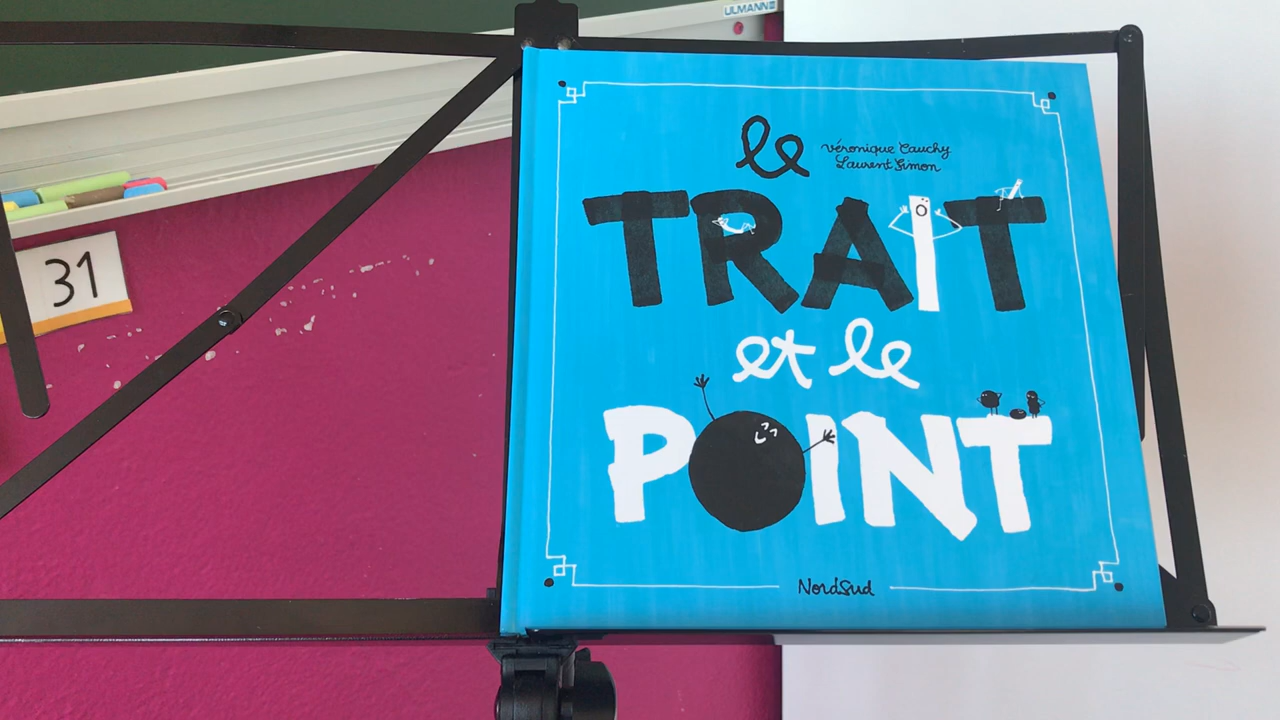 ULMANN
31
le
Véronique Cauchy
Laurent Simon
TRAIT
et le
POINT
NordSud